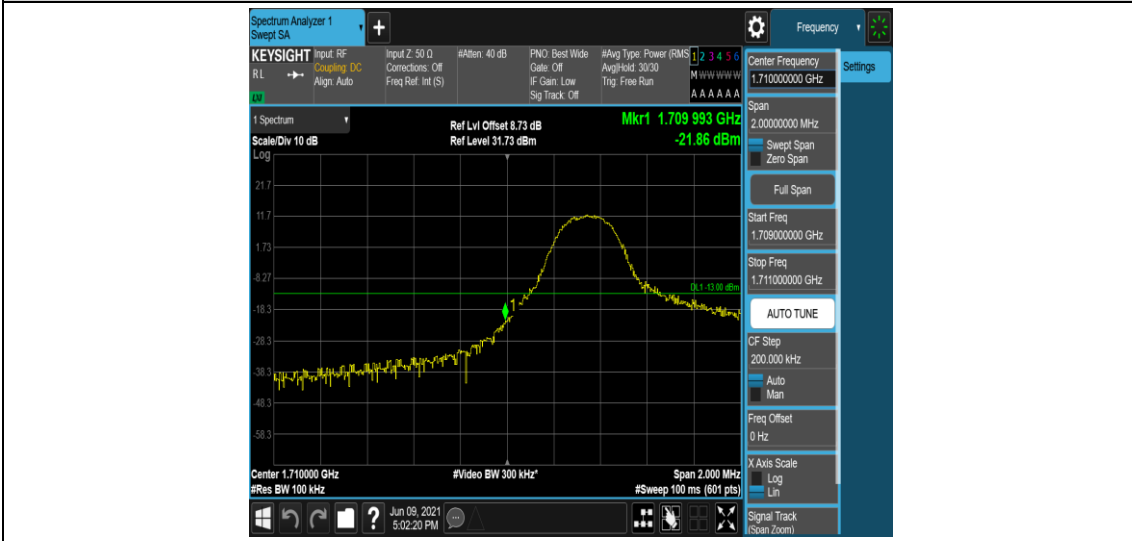 Spectrum Analyzer 1
Swept SA
+
Frequency
KEYSIGHT
RL
LXI
Input: RF
Coupling: DC
Align: Auto
Input Z: 50 Ω
Corrections: Off
Freq Ref: Int (S)
#Atten: 40 dB
PNO: Best Wide
Gate: Off
IF Gain: Low
Sig Track: Off
#Avg Type: Power (RMS
Avg|Hold: 30/30
Trig: Free Run
1 2 3 4 5 6
M W W W W W
A A A A A A
1 Spectrum
Scale/Div 10 dB
Log
Ref Lvl Offset 8.73 dB
Ref Level 31.73 dBm
Mkr1 1.709 993 GHz
-21.86 dBm
21.7
11.7
1.73
-8.27
-18.3
-28.3
-38.3
-48.3
-58.3
DL1 -13.00 dBm
1
Center 1.710000 GHz
#Res BW 100 kHz
#Video BW 300 kHz*
Span 2.000 MHz
#Sweep 100 ms (601 pts)
Center Frequency
1.710000000 GHz
Settings
Span
2.00000000 MHz
Swept Span
Zero Span
Full Span
Start Freq
1.709000000 GHz
Stop Freq
1.711000000 GHz
AUTO TUNE
CF Step
200.000 kHz
Auto
Man
Freq Offset
0 Hz
X Axis Scale
Log
Lin
Signal Track
(Span Zoom)
?
Jun 09, 2021
5:02:20 PM